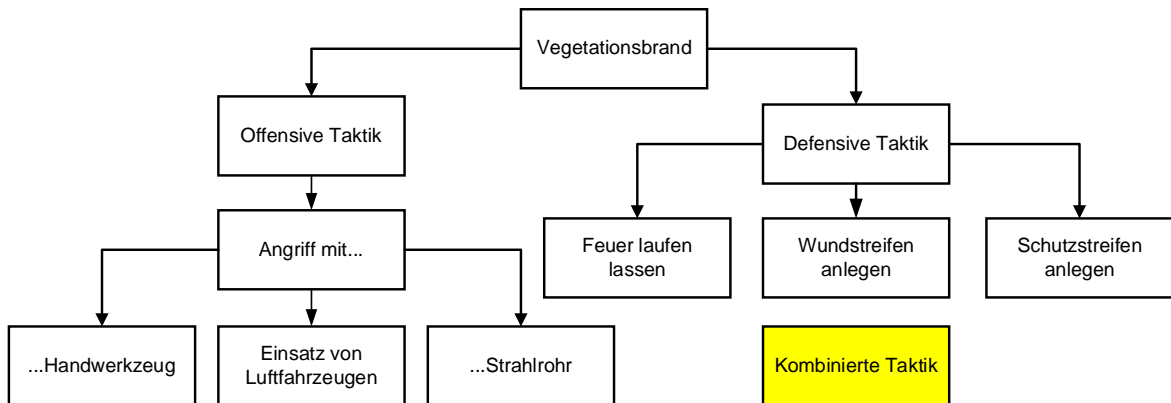 Vegetationsbrand
Offensive Taktik
Defensive Taktik
Angriff mit...
Feuer laufen
lassen
Wundstreifen
anlegen
Schutzstreifen
anlegen
...Handwerkzeug
Einsatz von
Luftfahrzeugen
...Strahlrohr
Kombinierte Taktik